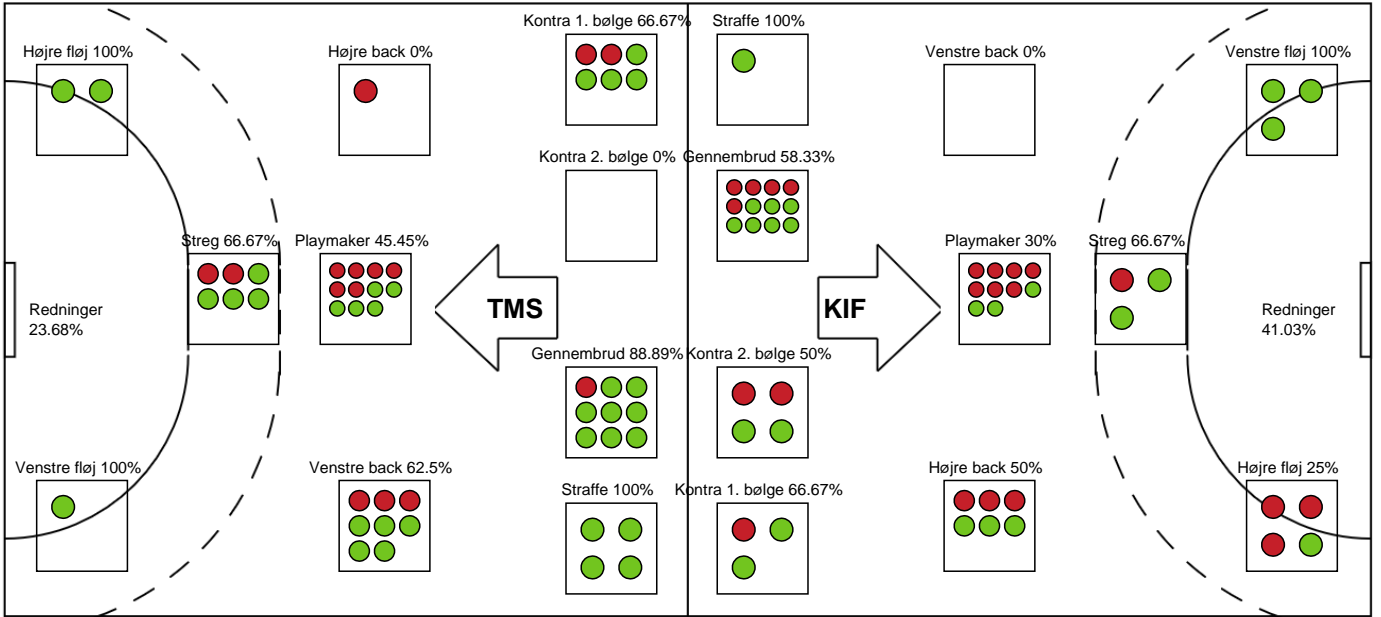 Kontra 1. bølge 66.67%
Straffe 100%
Højre fløj 100%
Højre back 0%
Venstre back 0%
Venstre fløj 100%
Kontra 2. bølge 0%
Gennembrud 58.33%
Streg 66.67%
Playmaker 45.45%
Playmaker 30%
Streg 66.67%
Redninger
23.68%
TMS
KIF
Redninger
41.03%
Gennembrud 88.89%
Kontra 2. bølge 50%
Venstre fløj 100%
Venstre back 62.5%
Straffe 100%
Kontra 1. bølge 66.67%
Højre back 50%
Højre fløj 25%